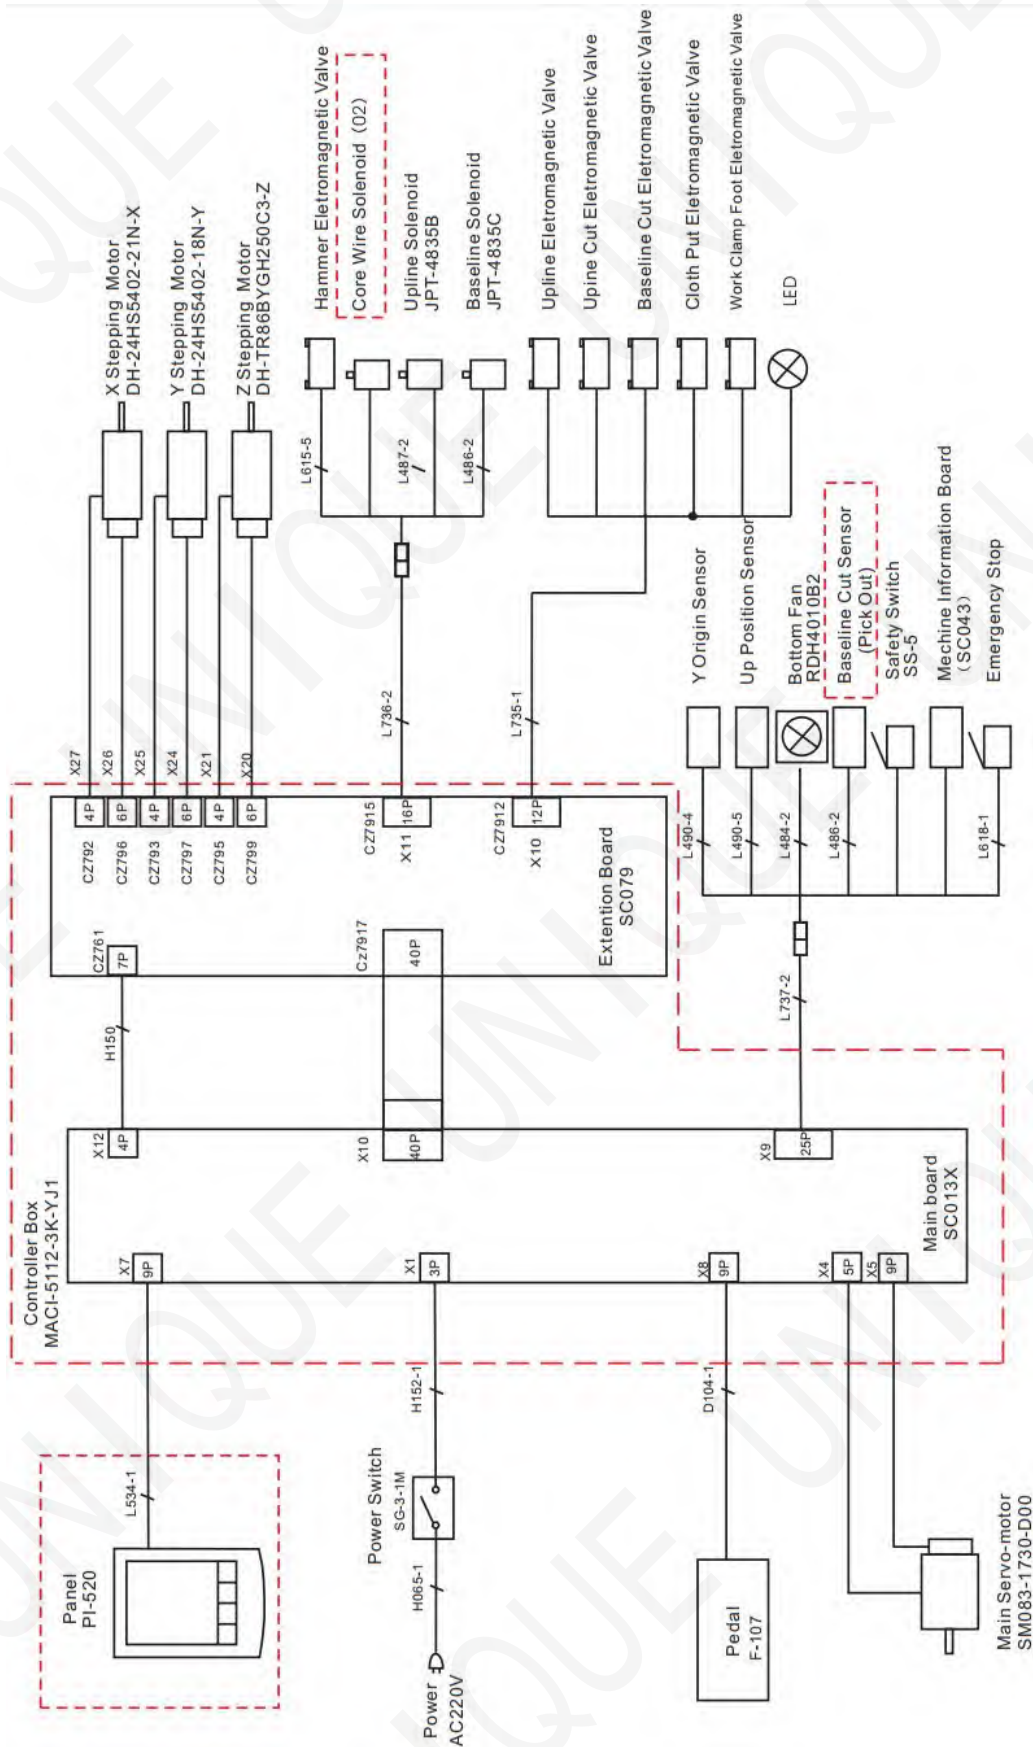 Controller Box
MACI-5112-3K-YJ1
Panel
PI-520
L534-1
X7
9P
Power
AC220V
H065-1
Power Switch
SG-3-1M
H152-1
X1
3P
Pedal
F-107
D104-1
X8
9P
Main Servo-motor
SM083-1730-D00
X4
5P
X5
9P
Main board
SC013X
X12
4P
H150
CZ761
7P
X10
40P
Cz7917
40P
X9
25P
L737-2
Extention Board
SC079
CZ792
4P
X27
CZ796
6P
X26
CZ793
4P
X25
CZ797
6P
X24
CZ795
4P
X21
CZ799
6P
X20
X Stepping Motor
DH-24HS5402-21N-X
Y Stepping Motor
DH-24HS5402-18N-Y
Z Stepping Motor
DH-TR86BYGH250C3-Z
CZ7915
X11
16P
L736-2
L615-5
Hammer Eletromagnetic Valve
Core Wire Solenoid (02)
L487-2
Upline Solenoid
JPT-4835B
L486-2
Baseline Solenoid
JPT-4835C
CZ7912
X10
12P
L735-1
Upline Eletromagnetic Valve
Upine Cut Eletromagnetic Valve
Baseline Cut Eletromagnetic Valve
Cloth Put Eletromagnetic Valve
Work Clamp Foot Eletromagnetic Valve
LED
L490-4
Y Origin Sensor
L490-5
Up Position Sensor
L484-2
Bottom Fan
RDH4010B2
L486-2
Baseline Cut Sensor
(Pick Out)
Safety Switch
SS-5
Mechine Information Board
(SC043)
L618-1
Emergency Stop
UNIQUE UNIQUE UNIQUE